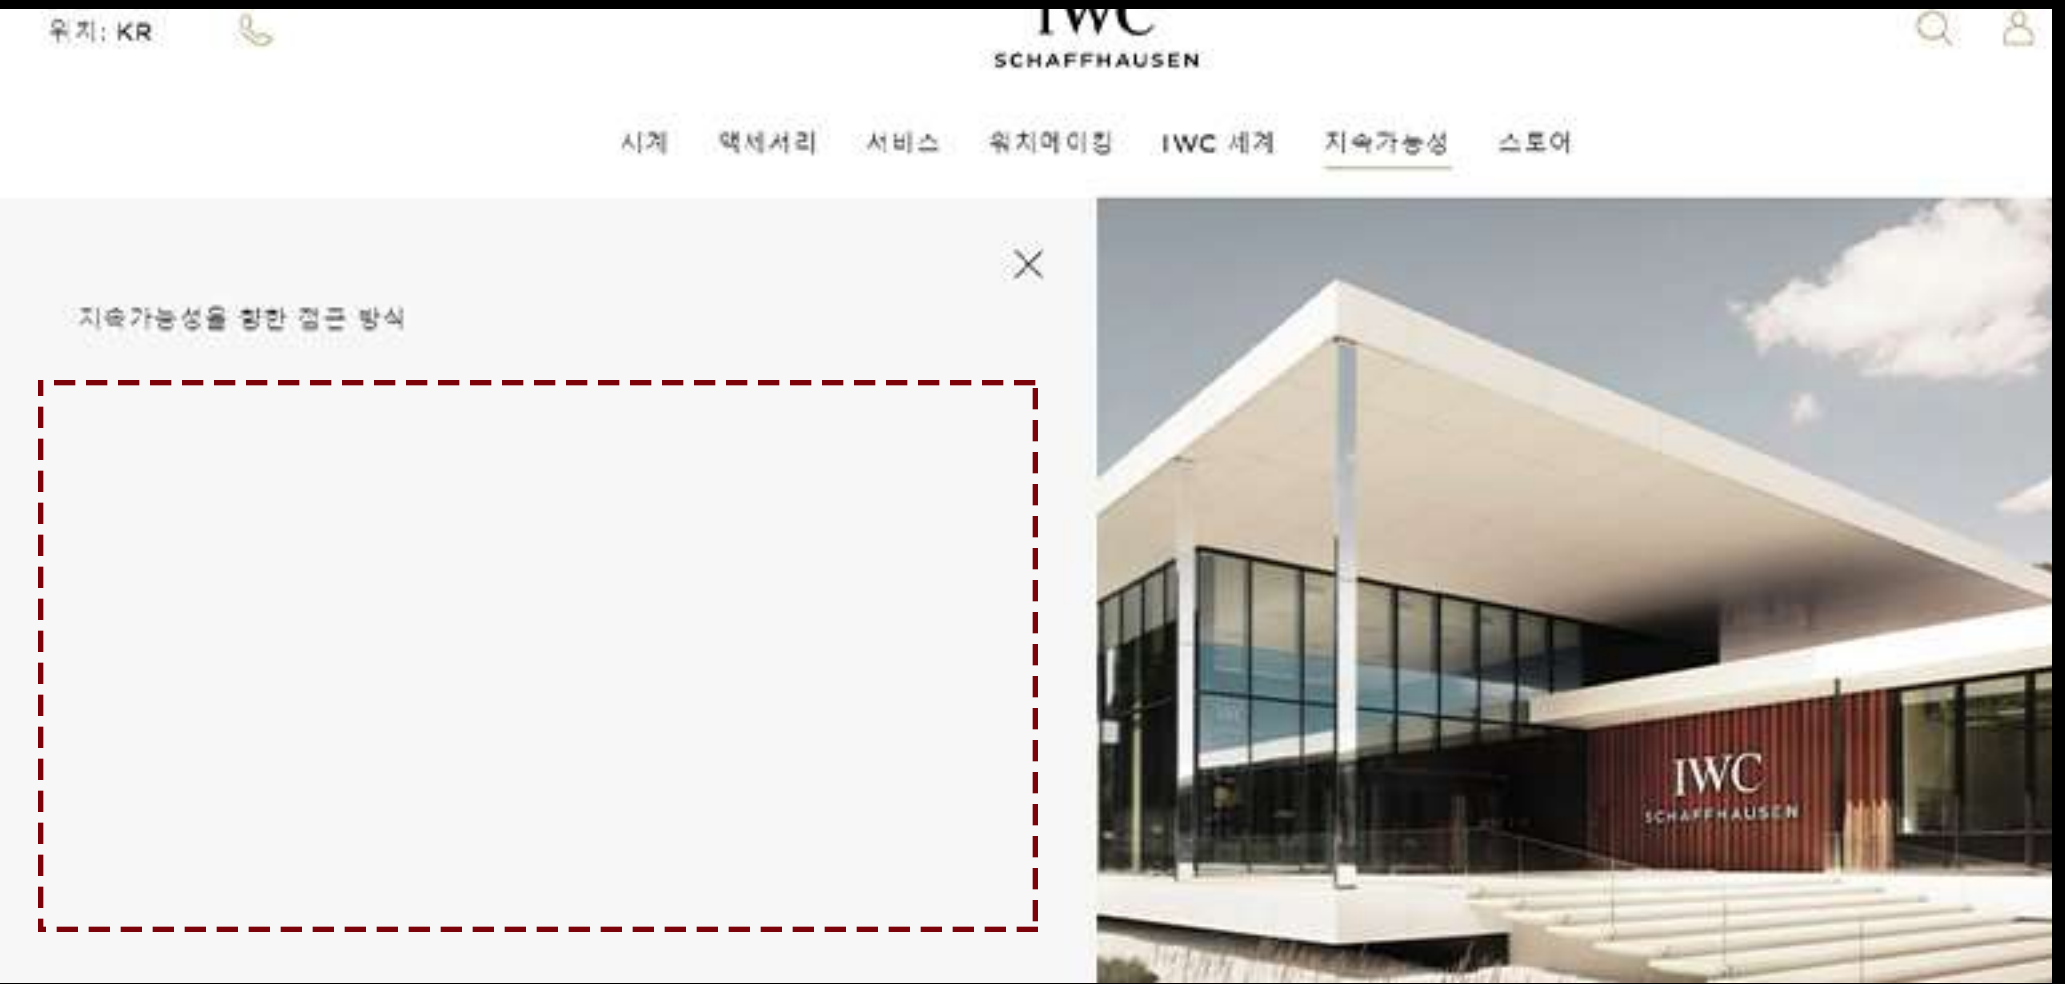 위치: KR
IWC
SCHAFFHAUSEN
시계 액세서리 서비스 워치메이킹 IWC 세계 지속가능성 스토어
지속가능성을 향한 접근 방식
IWC
SCHAFFHAUSEN